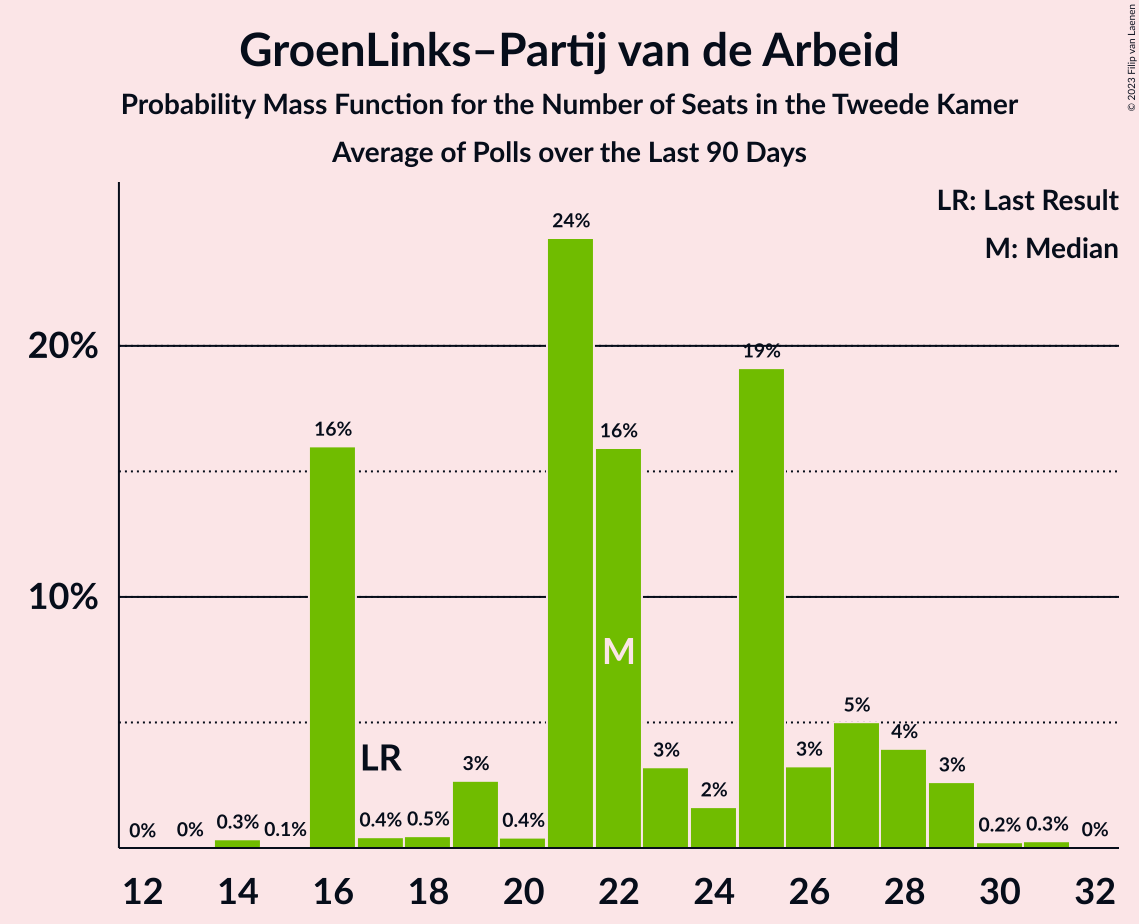 GroenLinks–Partij van de Arbeid
Probability Mass Function for the Number of Seats in the Tweede Kamer
Average of Polls over the Last 90 Days
© 2023 Filip van Laenen
LR: Last Result
M: Median
20%
10%
0%
0%
0.3%
0.1%
16%
0.4%
0.5%
3%
0.4%
24%
16%
3%
2%
19%
3%
5%
4%
3%
0.2%
0.3%
0%
LR
M
12 14 16 18 20 22 24 26 28 30 32